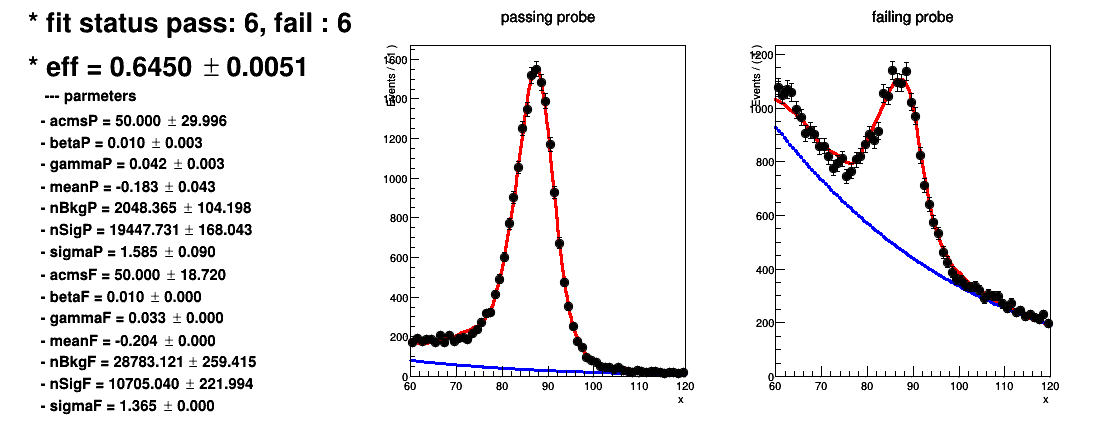 * fit status pass: 6, fail : 6
* eff = 0.6450 ± 0.0051
--- parmeters
- acmsP = 50.000 ± 29.996
- betaP = 0.010 ± 0.003
- gammaP = 0.042 ± 0.003
- meanP = -0.183 ± 0.043
- nBkgP = 2048.365 ± 104.198
- nSigP = 19447.731 ± 168.043
- sigmaP = 1.585 ± 0.090
- acmsF = 50.000 ± 18.720
- betaF = 0.010 ± 0.000
- gammaF = 0.033 ± 0.000
- meanF = -0.204 ± 0.000
- nBkgF = 28783.121 ± 259.415
- nSigF = 10705.040 ± 221.994
- sigmaF = 1.365 ± 0.000
passing probe
Events / ( 1 )
1600
1400
1200
1000
800
600
400
200
0
60 70 80 90 100 110 120
x
failing probe
Events / (
1200
1000
800
600
400
200
0
60 70 80 90 100 110 120
x